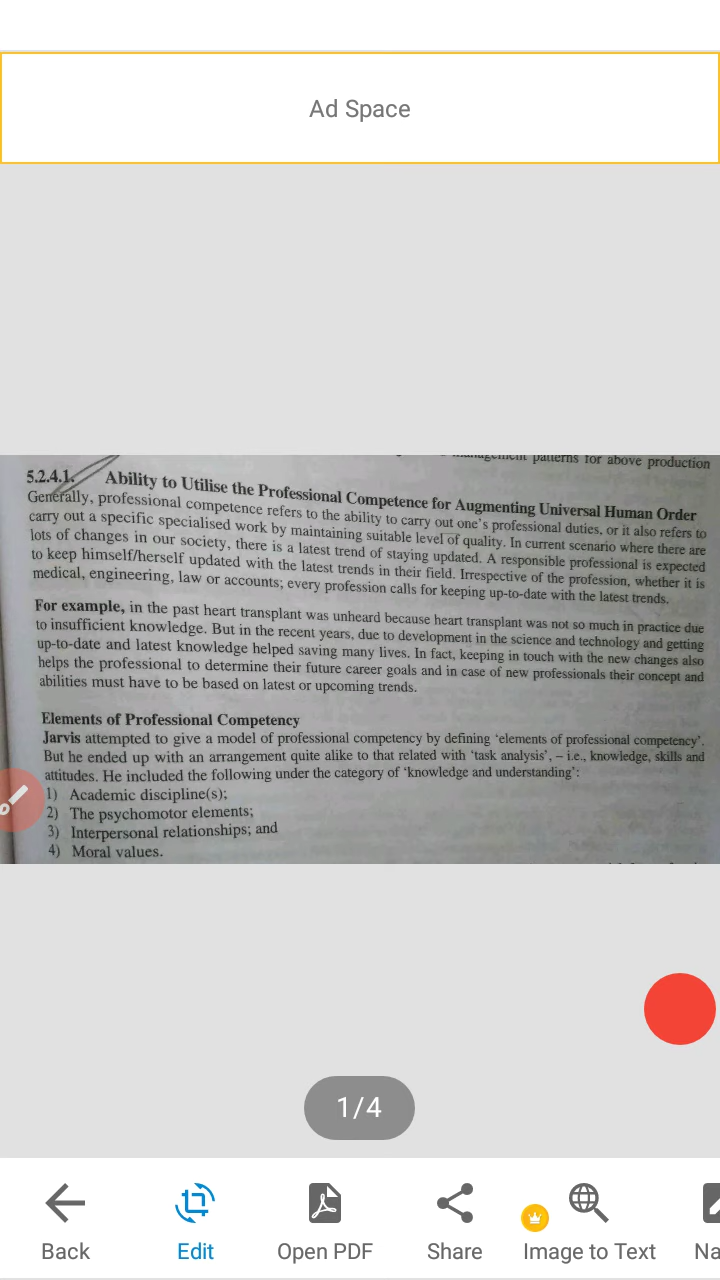 Ad Space
management patterns for above production
5.2.4.1. Ability to Utilise the Professional Competence for Augmenting Universal Human Order
Generally, professional competence refers to the ability to carry out one's professional duties, or it also refers to
carry out a specific specialised work by maintaining suitable level of quality. In current scenario where there are
lots of changes in our society, there is a latest trend of staying updated. A responsible professional is expected
to keep himself/herself updated with the latest trends in their field. Irrespective of the profession, whether it is
medical, engineering, law or accounts; every profession calls for keeping up-to-date with the latest trends.
For example, in the past heart transplant was unheard because heart transplant was not so much in practice due
to insufficient knowledge. But in the recent years, due to development in the science and technology and getting
up-to-date and latest knowledge helped saving many lives. In fact, keeping in touch with the new changes also
helps the professional to determine their future career goals and in case of new professionals their concept and
abilities must have to be based on latest or upcoming trends.
Elements of Professional Competency
Jarvis attempted to give a model of professional competency by defining 'elements of professional competency'.
But he ended up with an arrangement quite alike to that related with 'task analysis', – i.e., knowledge, skills and
attitudes. He included the following under the category of 'knowledge and understanding':
1) Academic discipline(s);
2) The psychomotor elements;
3) Interpersonal relationships; and
4) Moral values.
1/4
Back Edit Open PDF Share Image to Text Na